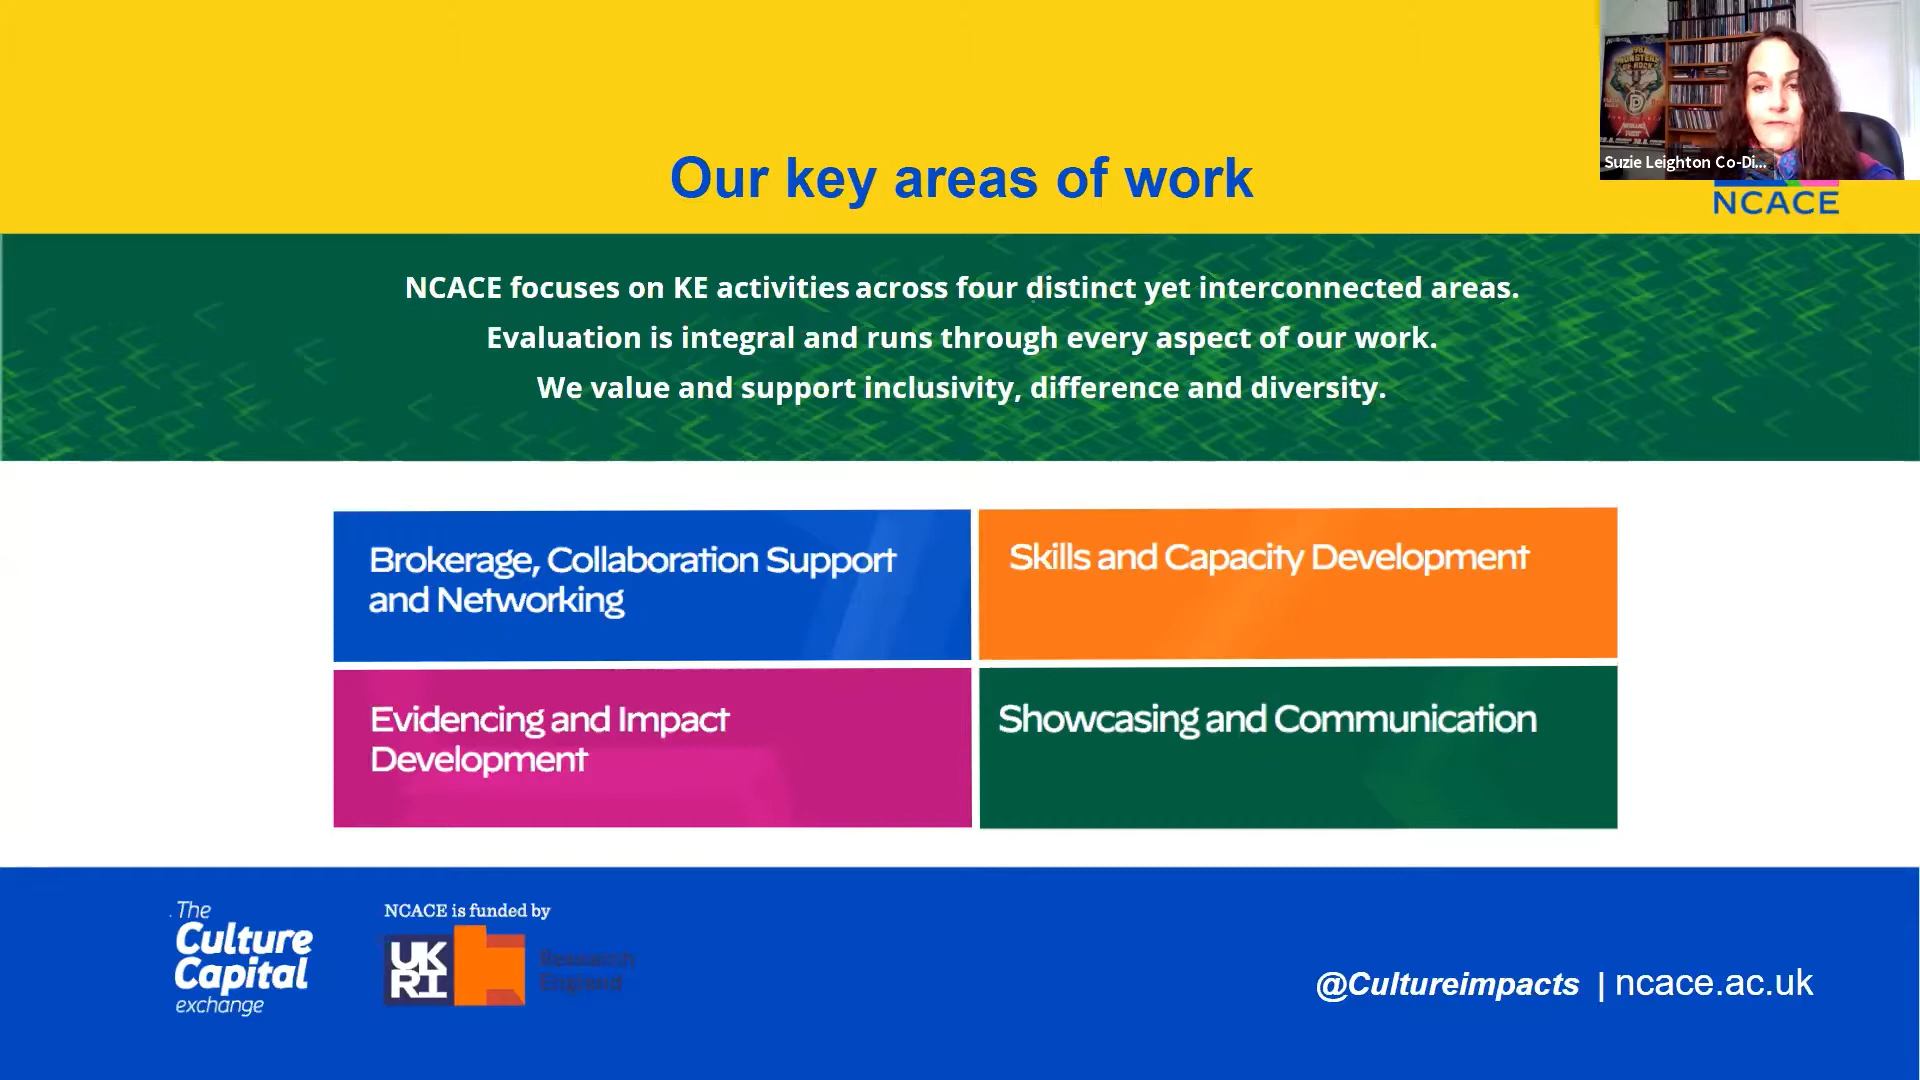 Our key areas of work
Suzie Leighton Co-Di...
NCACE
NCACE focuses on KE activities across four distinct yet interconnected areas.
Evaluation is integral and runs through every aspect of our work.
We value and support inclusivity, difference and diversity.
Brokerage, Collaboration Support
and Networking
Skills and Capacity Development
Evidencing and Impact
Development
Showcasing and Communication
The
Culture
Capital
exchange
NCACE is funded by
UK
RI
Research
England
@Cultureimpacts | ncace.ac.uk